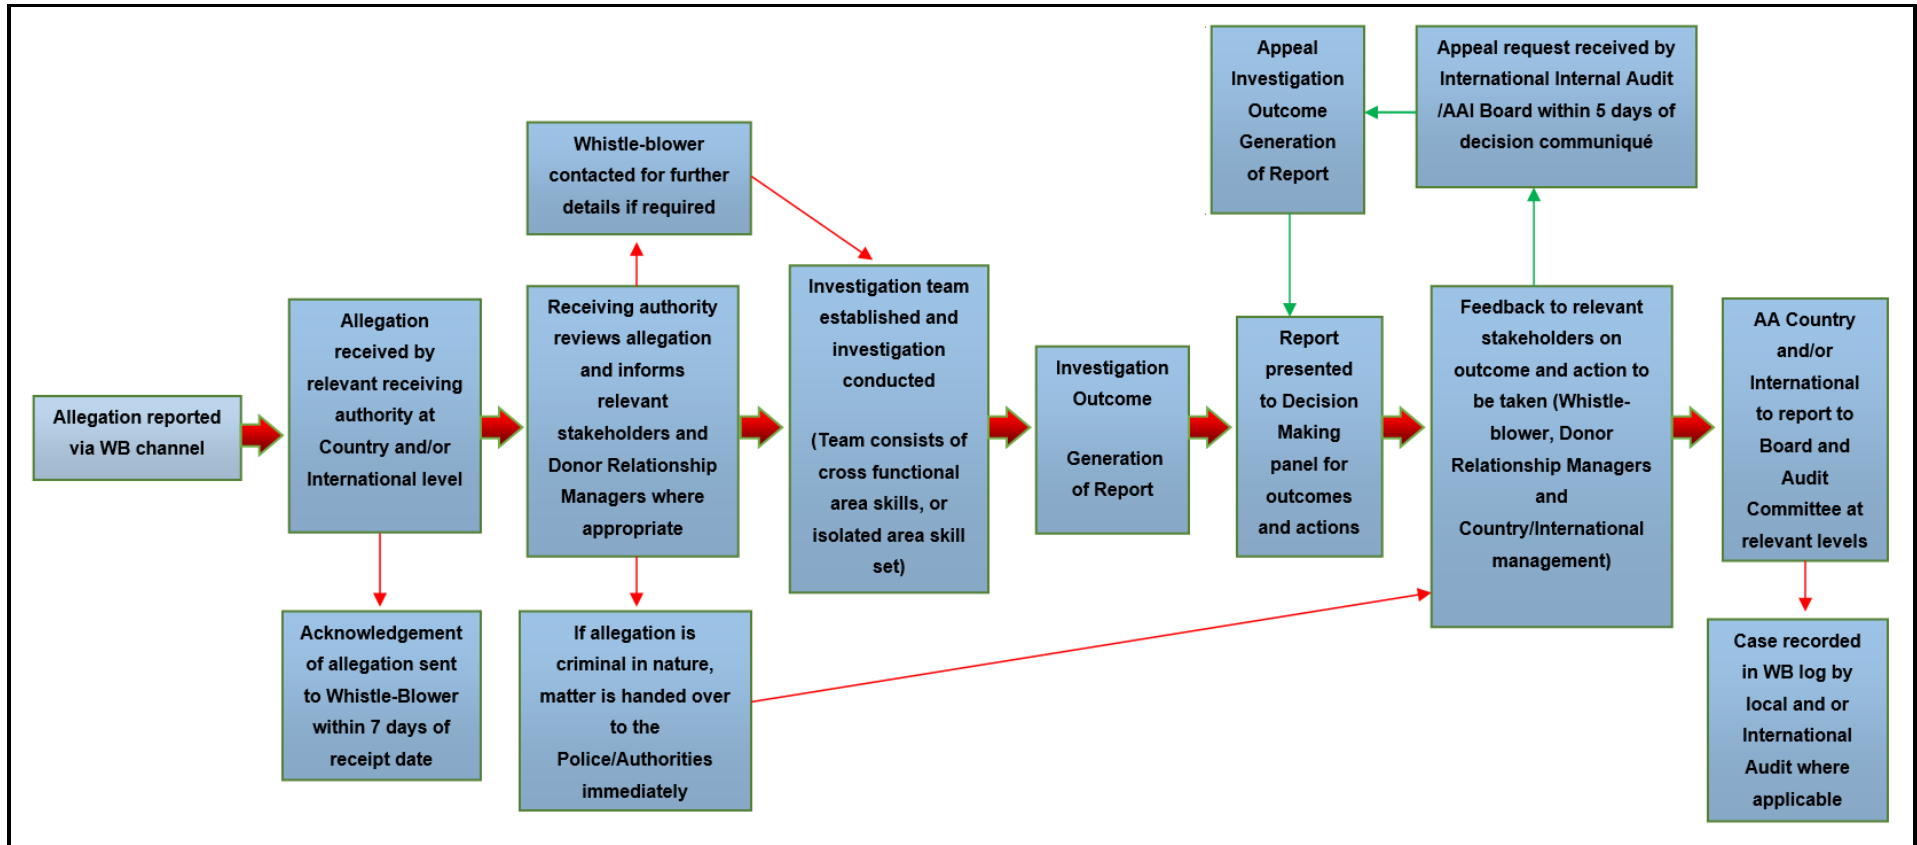 Allegation reported
via WB channel
Allegation
received by
relevant receiving
authority at
Country and/or
International level
Acknowledgement
of allegation sent
to Whistle-Blower
within 7 days of
receipt date
Whistle-blower
contacted for further
details if required
Receiving authority
reviews allegation
and informs
relevant
stakeholders and
Donor Relationship
Managers where
appropriate
If allegation is
criminal in nature,
matter is handed over
to the
Police/Authorities
immediately
Investigation team
established and
investigation
conducted
(Team consists of
cross functional
area skills, or
isolated area skill
set)
Investigation
Outcome
Generation
of Report
Appeal
Investigation
Outcome
Generation
of Report
Report
presented
to Decision
Making
panel for
outcomes
and actions
Appeal request received by
International Internal Audit
/AAI Board within 5 days of
decision communiqué
Feedback to relevant
stakeholders on
outcome and action to
be taken (Whistle-
blower, Donor
Relationship Managers
and
Country/International
management)
AA Country
and/or
International
to report to
Board and
Audit
Committee at
relevant levels
Case recorded
in WB log by
local and or
International
Audit where
applicable